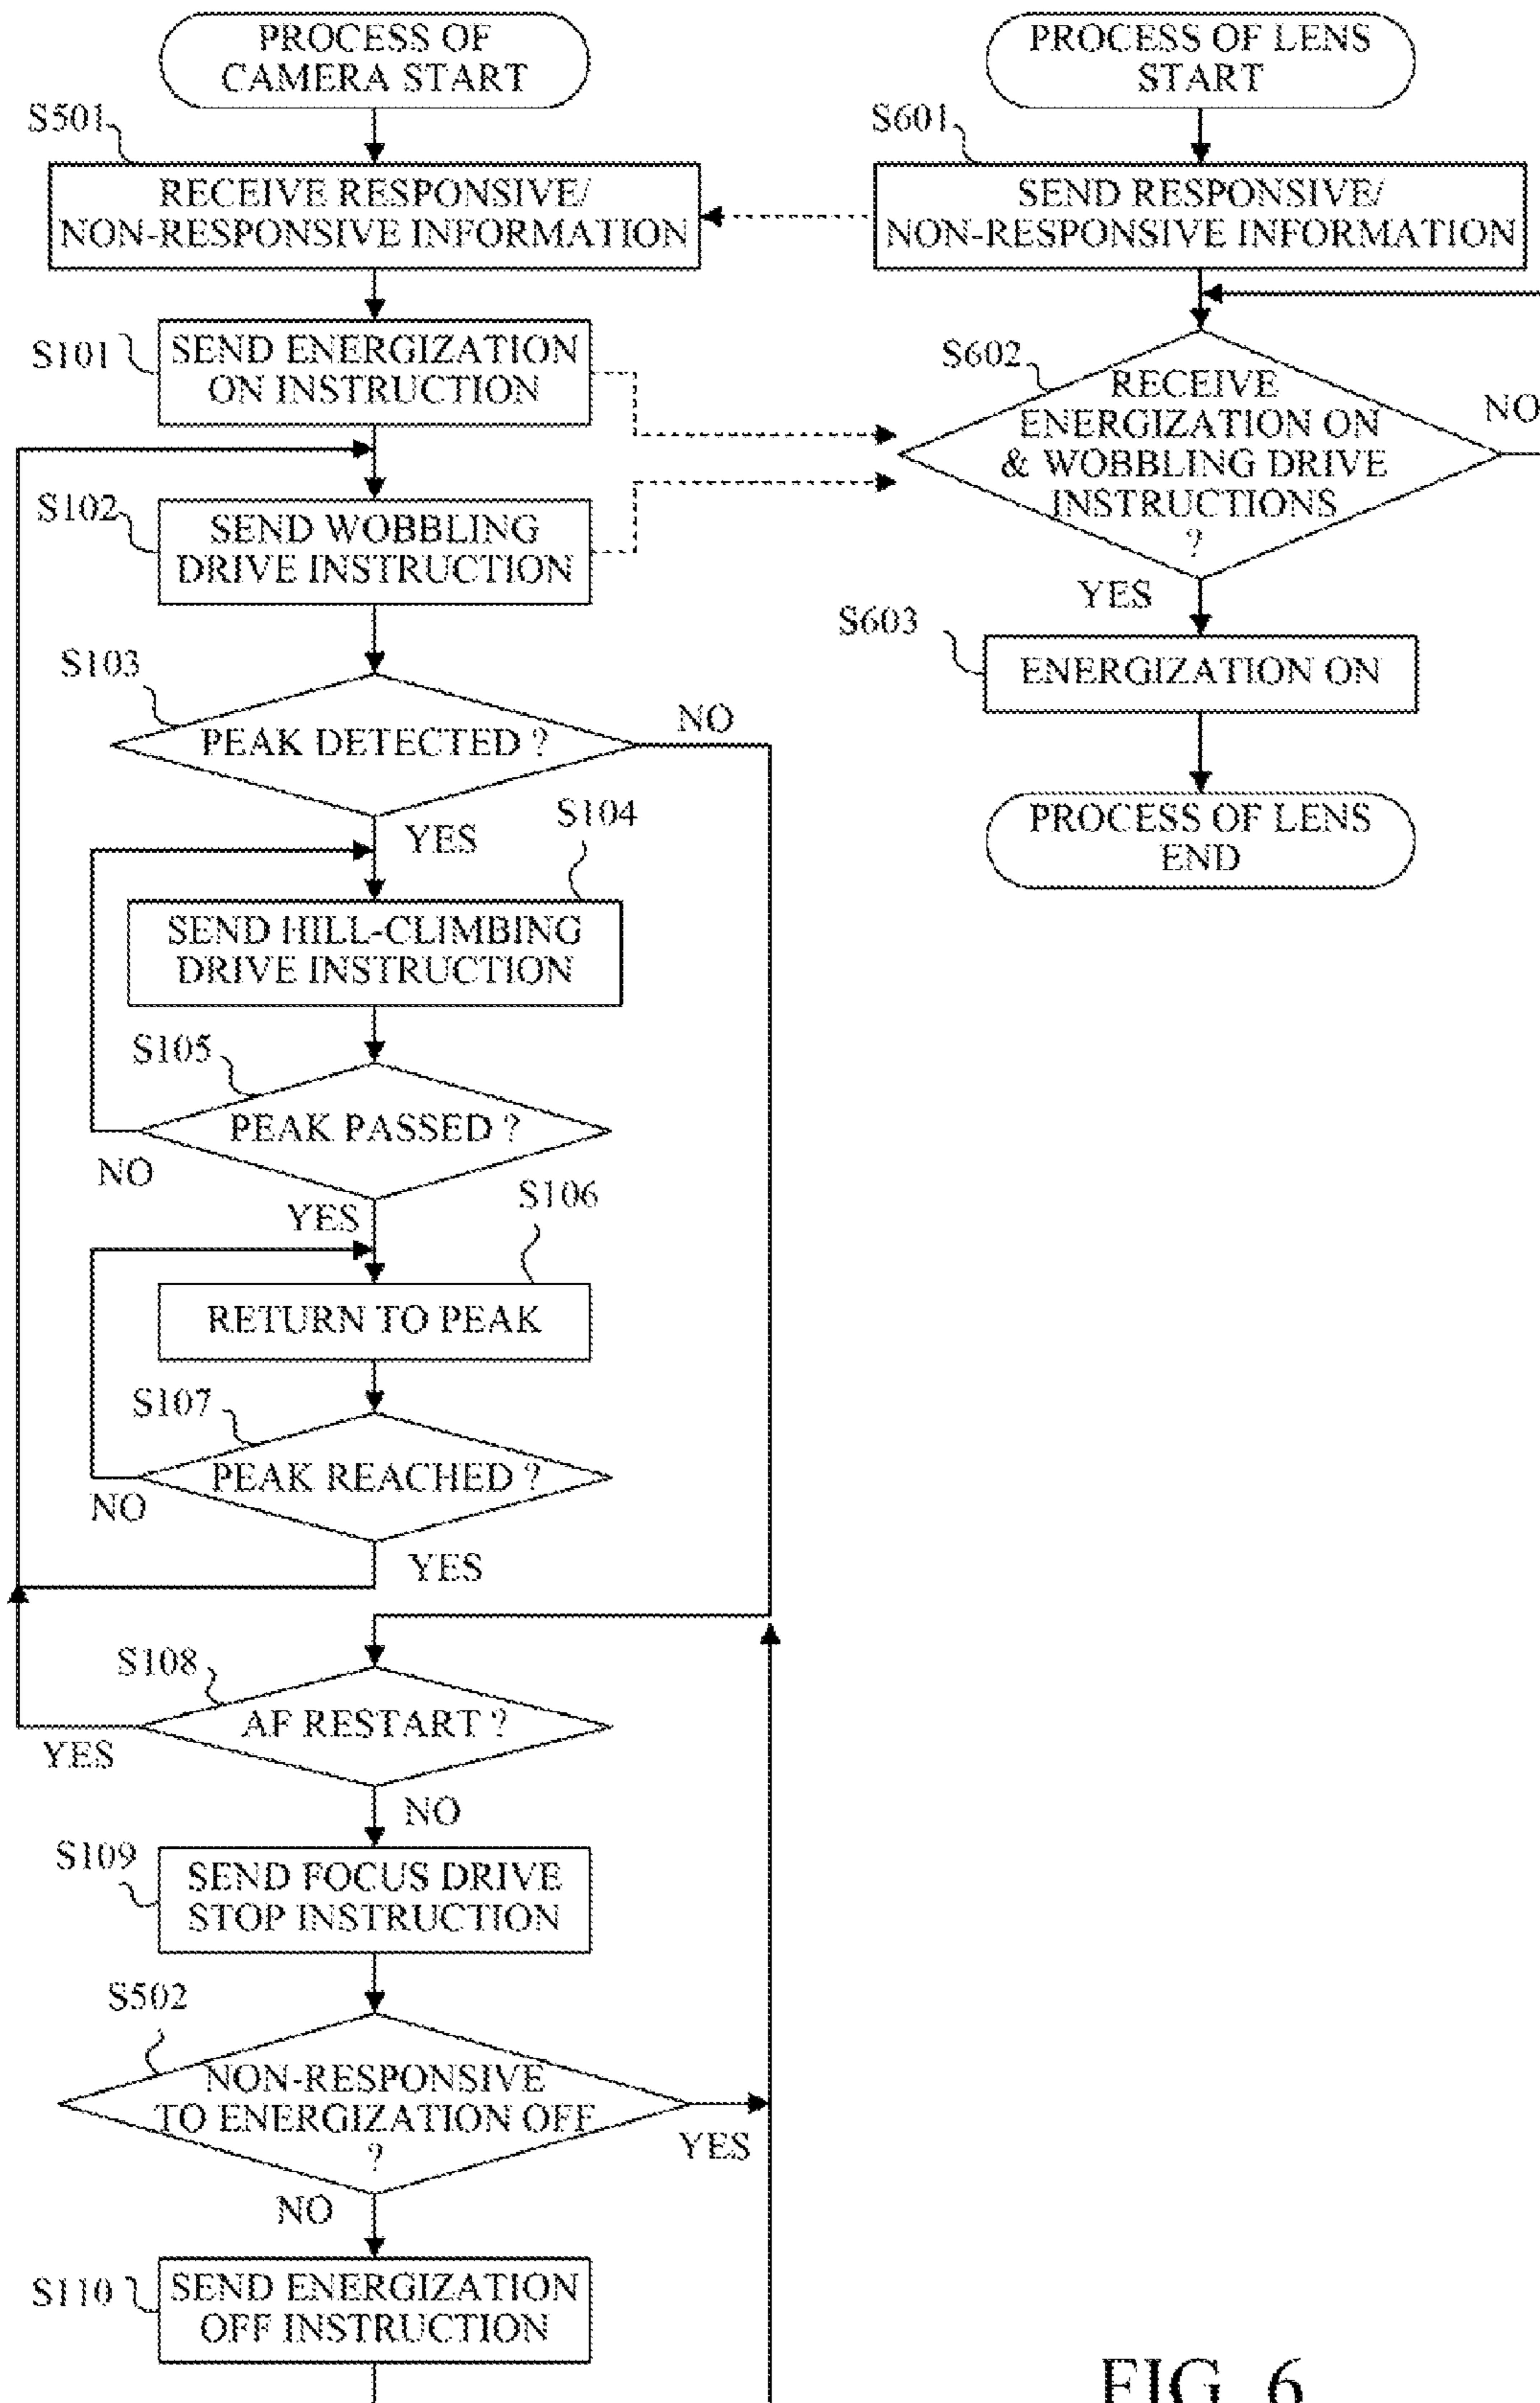 PROCESS OF
CAMERA START
S501
RECEIVE RESPONSIVE/
NON-RESPONSIVE INFORMATION
S101
SEND ENERGIZATION
ON INSTRUCTION
S102
SEND WOBBLING
DRIVE INSTRUCTION
S103
PEAK DETECTED ?
NO
YES
S104
SEND HILL-CLIMBING
DRIVE INSTRUCTION
S105
PEAK PASSED ?
NO
YES
S106
RETURN TO PEAK
S107
PEAK REACHED ?
NO
YES
S108
AF RESTART ?
YES
NO
S109
SEND FOCUS DRIVE
STOP INSTRUCTION
S502
NON-RESPONSIVE
TO ENERGIZATION OFF
?
YES
NO
S110
SEND ENERGIZATION
OFF INSTRUCTION
PROCESS OF LENS
START
S601
SEND RESPONSIVE/
NON-RESPONSIVE INFORMATION
S602
RECEIVE
ENERGIZATION ON
& WOBBLING DRIVE
INSTRUCTIONS
?
NO
YES
S603
ENERGIZATION ON
PROCESS OF LENS
END
FIG. 6